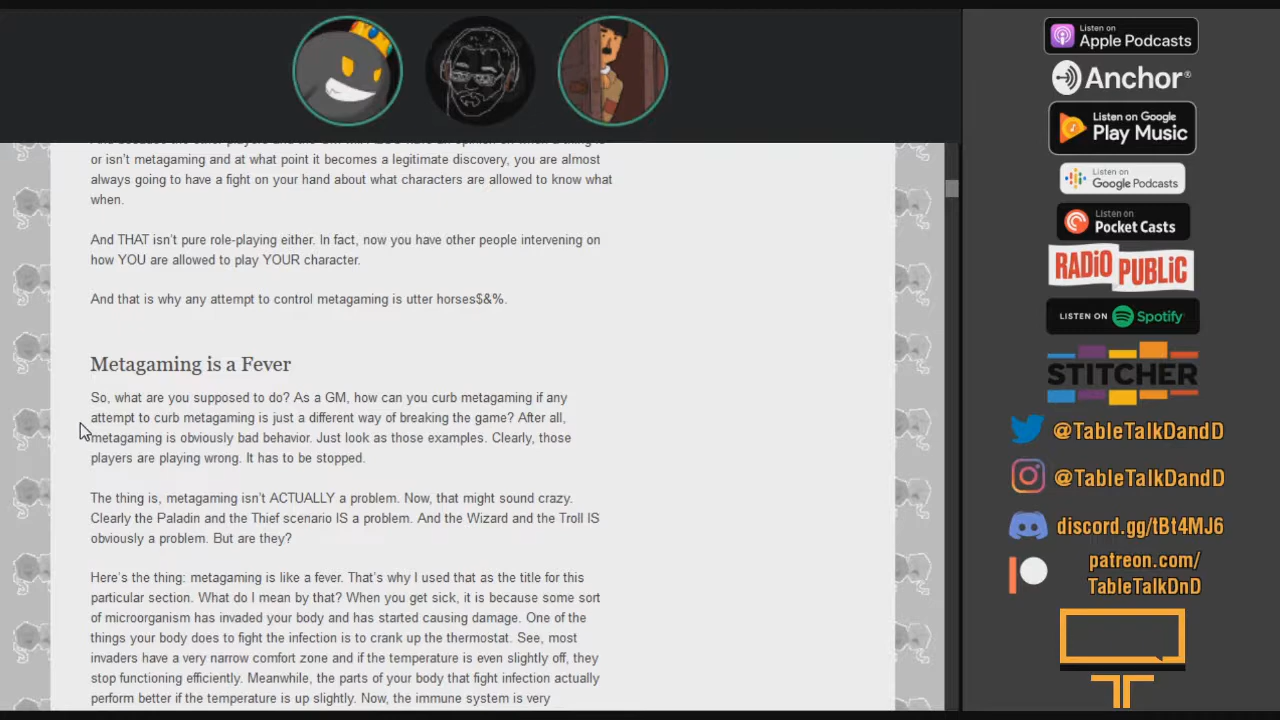 or isn't metagaming and at what point it becomes a legitimate discovery, you are almost
always going to have a fight on your hand about what characters are allowed to know what
when.
And THAT isn't pure role-playing either. In fact, now you have other people intervening on
how YOU are allowed to play YOUR character.
And that is why any attempt to control metagaming is utter horses$&%.
Metagaming is a Fever
So, what are you supposed to do? As a GM, how can you curb metagaming if any
attempt to curb metagaming is just a different way of breaking the game? After all,
metagaming is obviously bad behavior. Just look as those examples. Clearly, those
players are playing wrong. It has to be stopped.
The thing is, metagaming isn't ACTUALLY a problem. Now, that might sound crazy.
Clearly the Paladin and the Thief scenario IS a problem. And the Wizard and the Troll IS
obviously a problem. But are they?
Here's the thing: metagaming is like a fever. That's why I used that as the title for this
particular section. What do I mean by that? When you get sick, it is because some sort
of microorganism has invaded your body and has started causing damage. One of the
things your body does to fight the infection is to crank up the thermostat. See, most
invaders have a very narrow comfort zone and if the temperature is even slightly off, they
stop functioning efficiently. Meanwhile, the parts of your body that fight infection actually
perform better if the temperature is up slightly. Now, the immune system is very
Listen on
Apple Podcasts
Anchor®
Listen on Google
Play Music
Listen on
Google Podcasts
Listen on
Pocket Casts
RADiO PUBLiC
LISTEN ON Spotify
STITCHER
@TableTalkDandD
@TableTalkDandD
discord.gg/tBt4MJ6
patreon.com/
TableTalkDnD